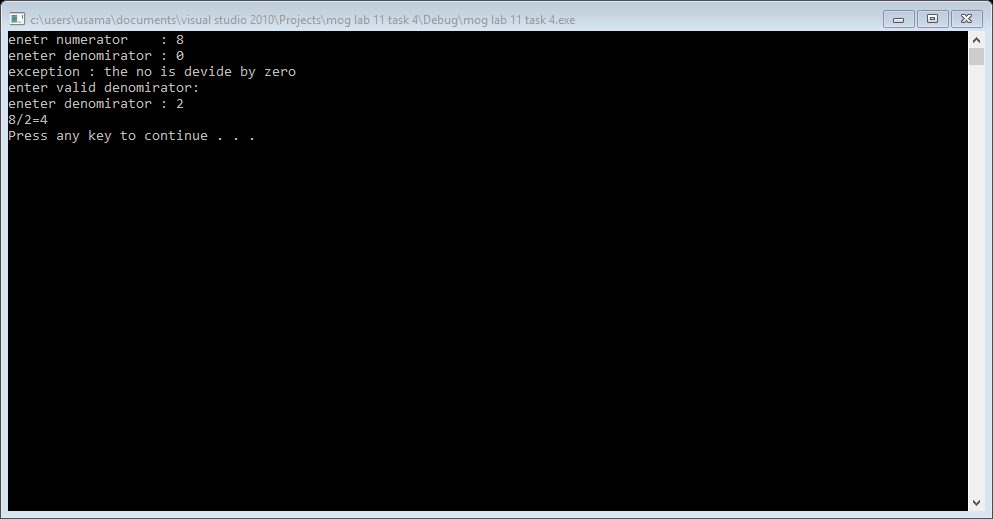 c:\users\usama\documents\visual studio 2010\Projects\mog lab 11 task 4\Debug\mog lab 11 task 4.exe
enetr numerator    : 8
eneter denomirator : 0
exception : the no is devide by zero
enter valid denomirator:
eneter denomirator : 2
8/2=4
Press any key to continue . . .